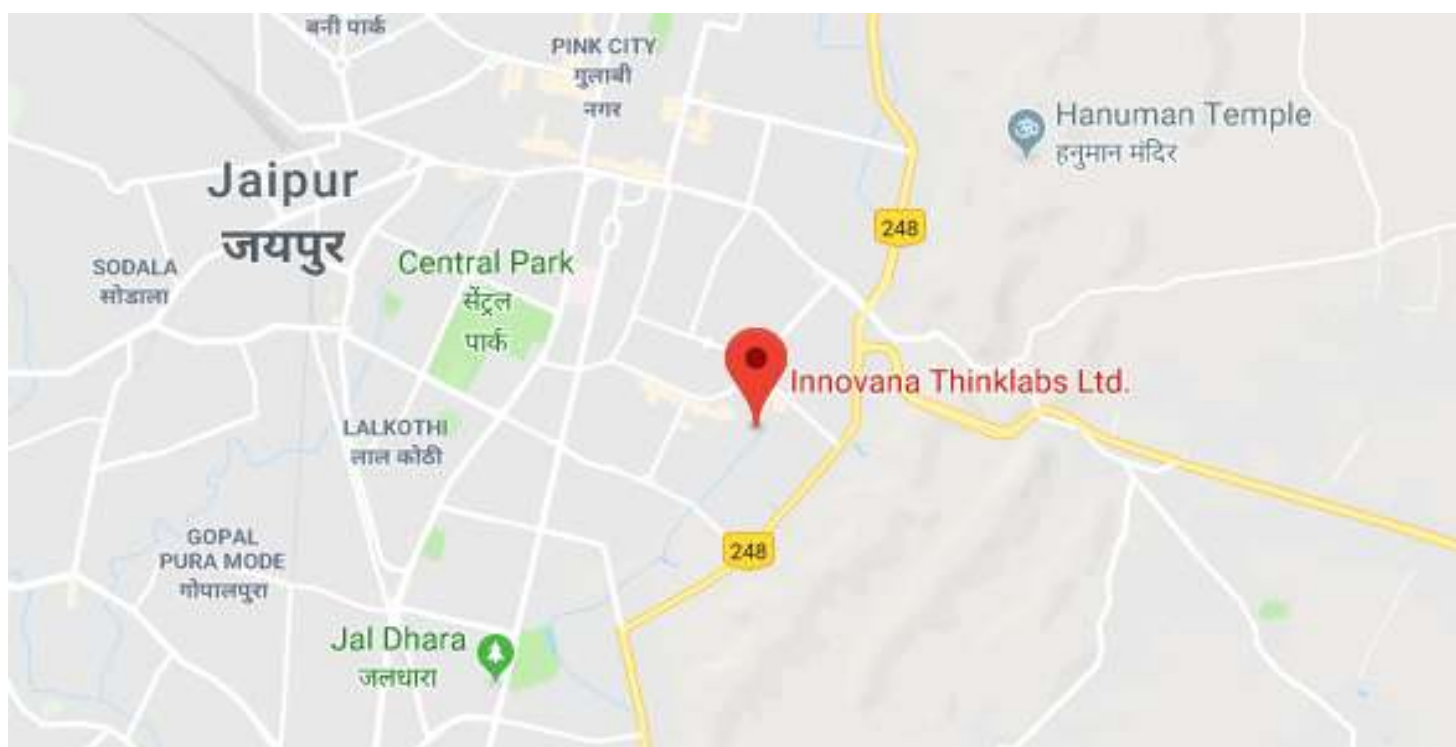 बनी पार्क
PINK CITY
गुलाबी
नगर
Hanuman Temple
हनुमान मंदिर
Jaipur
जयपुर
248
SODALA
सोडाला
Central Park
सेंट्रल
पार्क
Innovana Thinklabs Ltd.
LALKOTHI
लाल कोठी
GOPAL
PURA MODE
गोपालपुरा
248
Jal Dhara
जलधारा